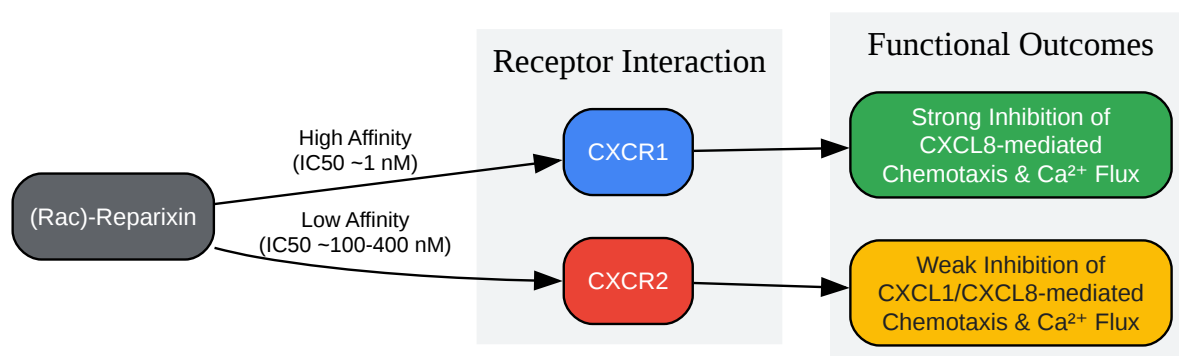 Receptor Interaction
Functional Outcomes
(Rac)-Reparixin
High Affinity
(IC50 ~1 nM)
Low Affinity
(IC50 ~100-400 nM)
CXCR1
CXCR2
Strong Inhibition of
CXCL8-mediated
Chemotaxis & Ca²⁺ Flux
Weak Inhibition of
CXCL1/CXCL8-mediated
Chemotaxis & Ca²⁺ Flux